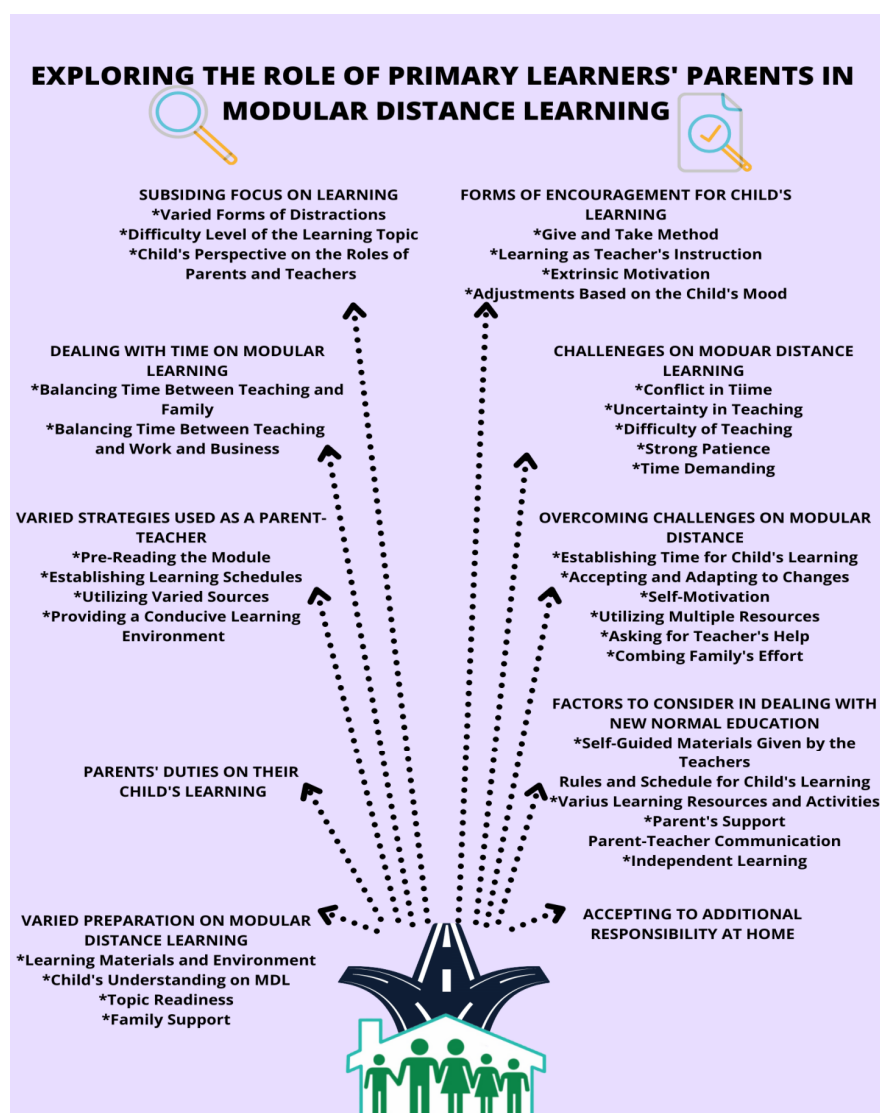 EXPLORING THE ROLE OF PRIMARY LEARNERS' PARENTS IN
MODULAR DISTANCE LEARNING
SUBSIDING FOCUS ON LEARNING
*Varied Forms of Distractions
*Difficulty Level of the Learning Topic
*Child's Perspective on the Roles of
Parents and Teachers
FORMS OF ENCOURAGEMENT FOR CHILD'S
LEARNING
*Give and Take Method
*Learning as Teacher's Instruction
*Extrinsic Motivation
*Adjustments Based on the Child's Mood
DEALING WITH TIME ON MODULAR
LEARNING
*Balancing Time Between Teaching and
Family
*Balancing Time Between Teaching
and Work and Business
CHALLENEGES ON MODUAR DISTANCE
LEARNING
*Conflict in Tiime
*Uncertainty in Teaching
*Difficulty of Teaching
*Strong Patience
*Time Demanding
VARIED STRATEGIES USED AS A PARENT-
TEACHER
*Pre-Reading the Module
*Establishing Learning Schedules
*Utilizing Varied Sources
*Providing a Conducive Learning
Environment
OVERCOMING CHALLENGES ON MODULAR
DISTANCE
*Establishing Time for Child's Learning
*Accepting and Adapting to Changes
*Self-Motivation
*Utilizing Multiple Resources
*Asking for Teacher's Help
*Combing Family's Effort
PARENTS' DUTIES ON THEIR
CHILD'S LEARNING
FACTORS TO CONSIDER IN DEALING WITH
NEW NORMAL EDUCATION
*Self-Guided Materials Given by the
Teachers
Rules and Schedule for Child's Learning
*Varius Learning Resources and Activities
*Parent's Support
Parent-Teacher Communication
*Independent Learning
VARIED PREPARATION ON MODULAR
DISTANCE LEARNING
*Learning Materials and Environment
*Child's Understanding on MDL
*Topic Readiness
*Family Support
ACCEPTING TO ADDITIONAL
RESPONSIBILITY AT HOME